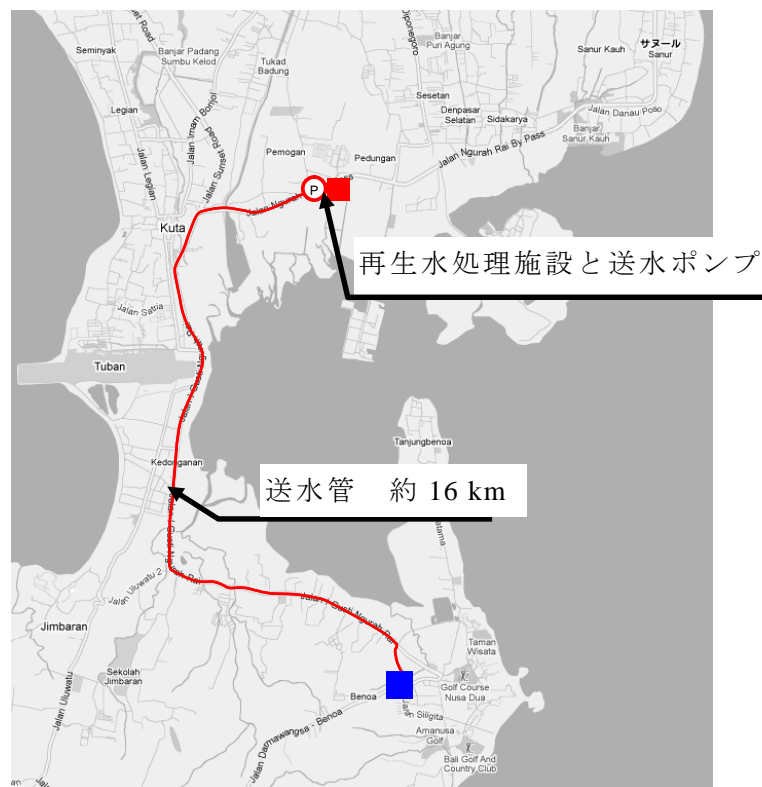 Seminyak
Banjar Padang
Sumbu Kelod
Tukad
Badung
Diponegoro
Banjar
Puri Agung
Sanur Kauh
サヌール
Sanur
Legian
Jalan Imam Bonjol
Jalan Sunset Road
Jalan Legian
Sesetan
Denpasar
Selatan
Sidakarya
Jalan Danau Poso
Banjar
Sanur Kauh
Pemogan
Pedungan
Jalan Ngurah Rai By Pass
P
Kuta
再生水処理施設と送水ポンプ
Jalan Satria
Tuban
Tanjungbenoa
Kedonganan
送水管 約 16 km
Jalan Uluwatu 2
Jalan I Gusti Ngurah Rai
Jimbaran
Sekolah
Jimbaran
Jalan Uluwatu
Taman
Wisata
Benoa
Golf Course
Nusa Dua
Amanusa
Golf
Bali Golf And
Country Club